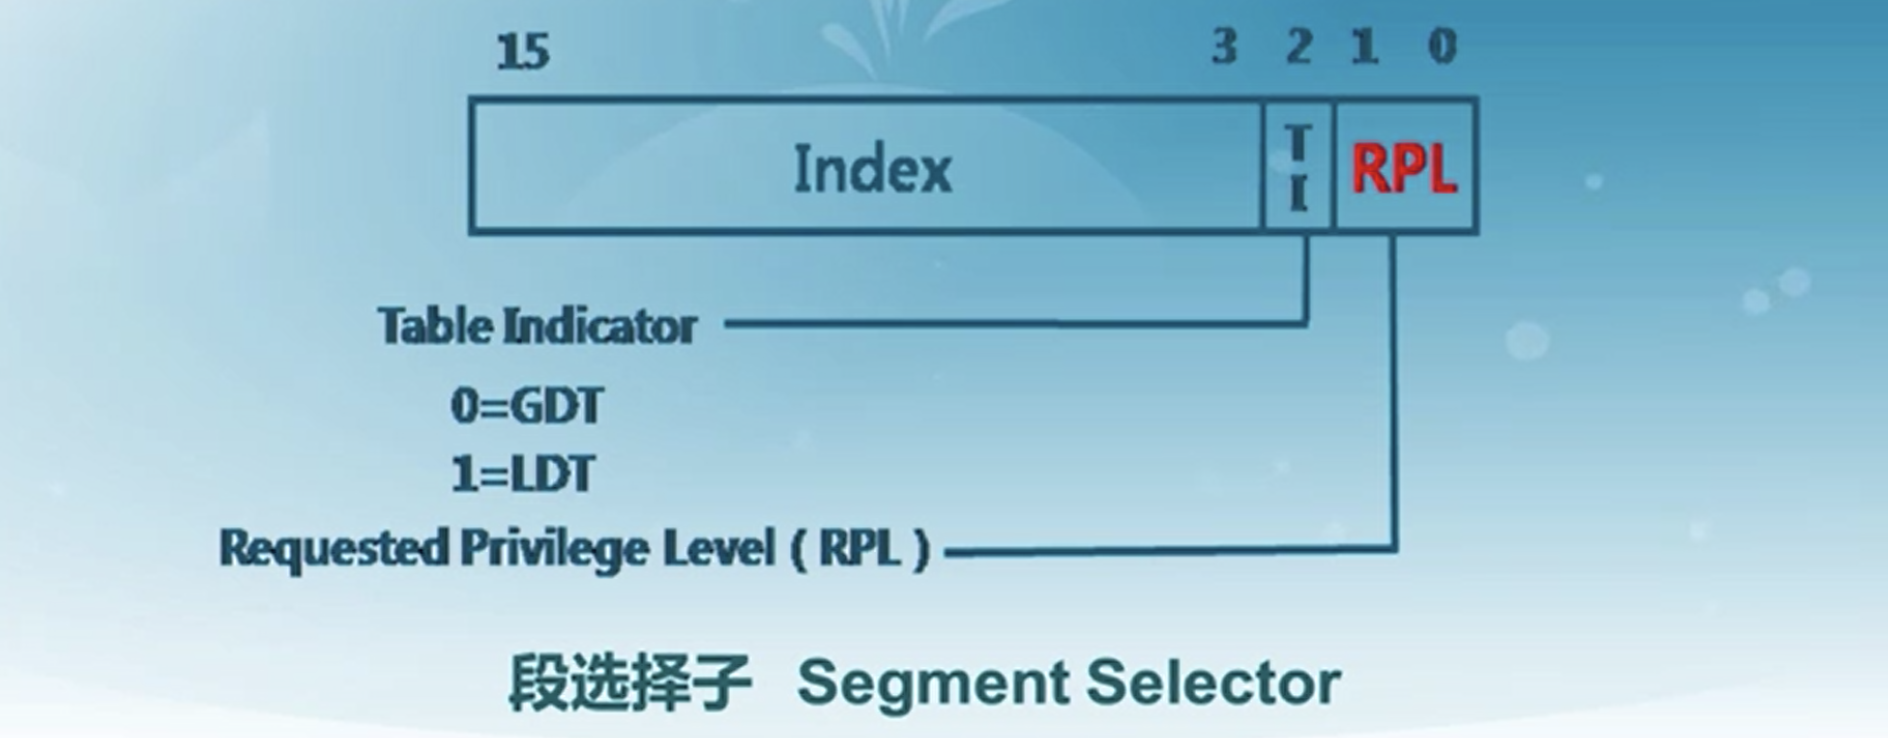 15 3 2 1 0
Index TI RPL
Table Indicator
0=GDT
1=LDT
Requested Privilege Level ( RPL )
段选择子 Segment Selector